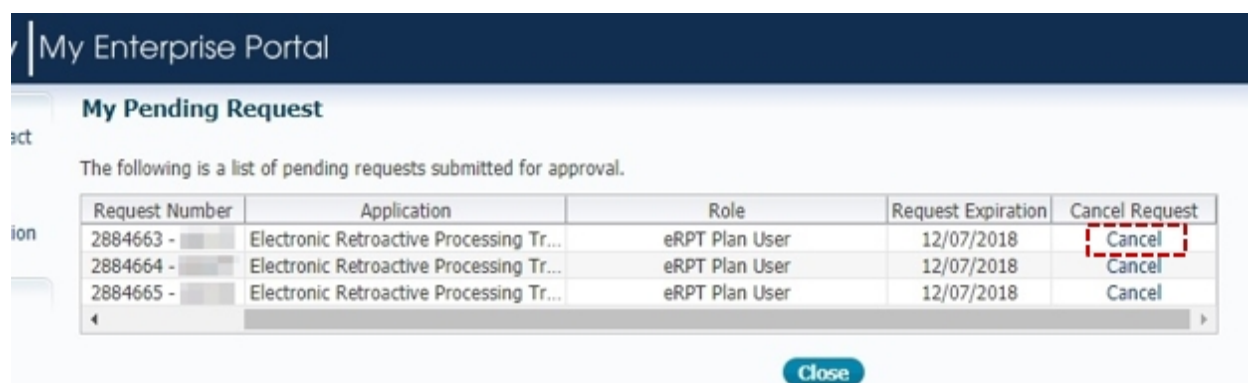 My Enterprise Portal
My Pending Request
act
The following is a list of pending requests submitted for approval.
Request Number Application Role Request Expiration Cancel Request
ion
2884663 - Electronic Retroactive Processing Tr... eRPT Plan User 12/07/2018 Cancel
2884664 - Electronic Retroactive Processing Tr... eRPT Plan User 12/07/2018 Cancel
2884665 - Electronic Retroactive Processing Tr... eRPT Plan User 12/07/2018 Cancel
Close